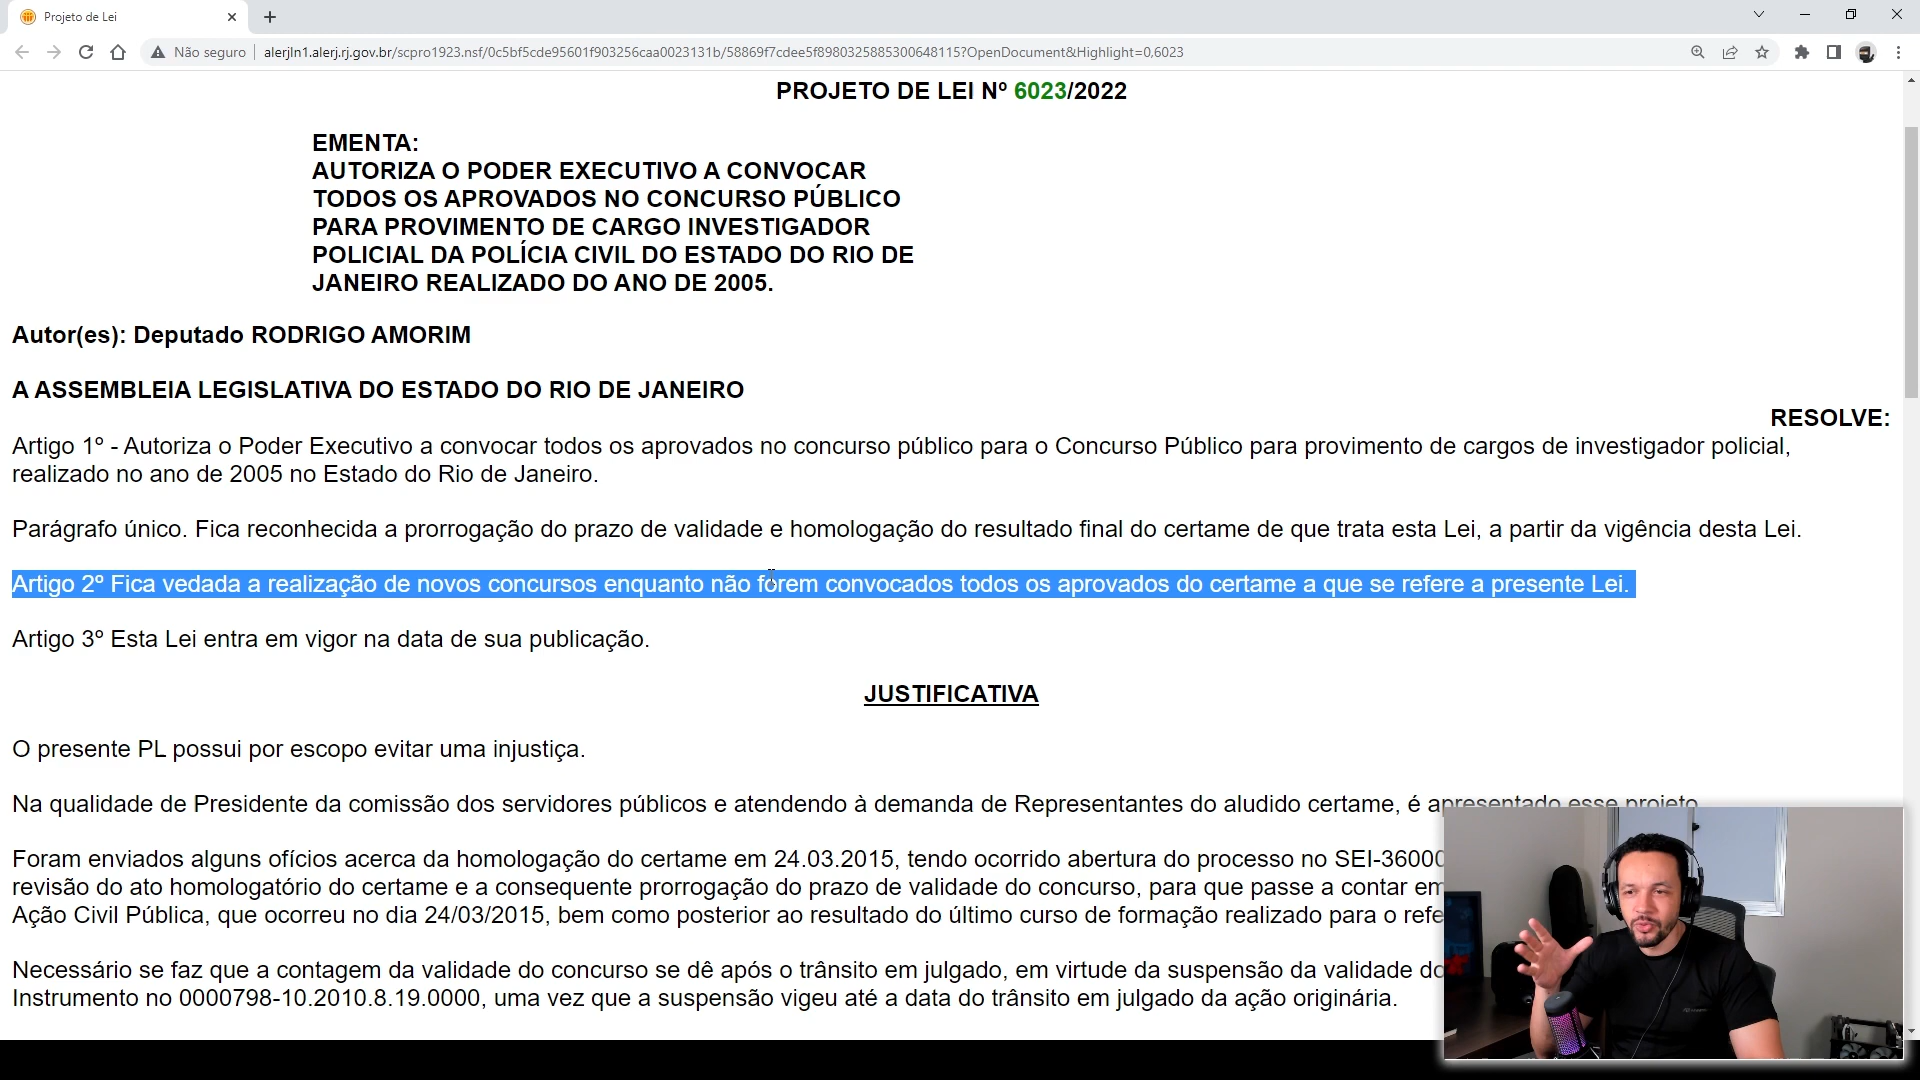 Projeto de Lei
Não seguro
alerjln1.alerj.rj.gov.br/scpro1923.nsf/0c5bf5cde95601f903256caa0023131b/58869f7cdee5f8980325885300648115?OpenDocument&Highlight=0,6023
PROJETO DE LEI Nº 6023/2022
EMENTA:
AUTORIZA O PODER EXECUTIVO A CONVOCAR
TODOS OS APROVADOS NO CONCURSO PÚBLICO
PARA PROVIMENTO DE CARGO INVESTIGADOR
POLICIAL DA POLÍCIA CIVIL DO ESTADO DO RIO DE
JANEIRO REALIZADO DO ANO DE 2005.
Autor(es): Deputado RODRIGO AMORIM
A ASSEMBLEIA LEGISLATIVA DO ESTADO DO RIO DE JANEIRO
RESOLVE:
Artigo 1º - Autoriza o Poder Executivo a convocar todos os aprovados no concurso público para o Concurso Público para provimento de cargos de investigador policial,
realizado no ano de 2005 no Estado do Rio de Janeiro.
Parágrafo único. Fica reconhecida a prorrogação do prazo de validade e homologação do resultado final do certame de que trata esta Lei, a partir da vigência desta Lei.
Artigo 2º Fica vedada a realização de novos concursos enquanto não forem convocados todos os aprovados do certame a que se refere a presente Lei.
Artigo 3º Esta Lei entra em vigor na data de sua publicação.
JUSTIFICATIVA
O presente PL possui por escopo evitar uma injustiça.
Na qualidade de Presidente da comissão dos servidores públicos e atendendo à demanda de Representantes do aludido certame, é apresentado esse projeto
Foram enviados alguns ofícios acerca da homologação do certame em 24.03.2015, tendo ocorrido abertura do processo no SEI-36000
revisão do ato homologatório do certame e a consequente prorrogação do prazo de validade do concurso, para que passe a contar em
Ação Civil Pública, que ocorreu no dia 24/03/2015, bem como posterior ao resultado do último curso de formação realizado para o refe
Necessário se faz que a contagem da validade do concurso se dê após o trânsito em julgado, em virtude da suspensão da validade do
Instrumento no 0000798-10.2010.8.19.0000, uma vez que a suspensão vigeu até a data do trânsito em julgado da ação originária.